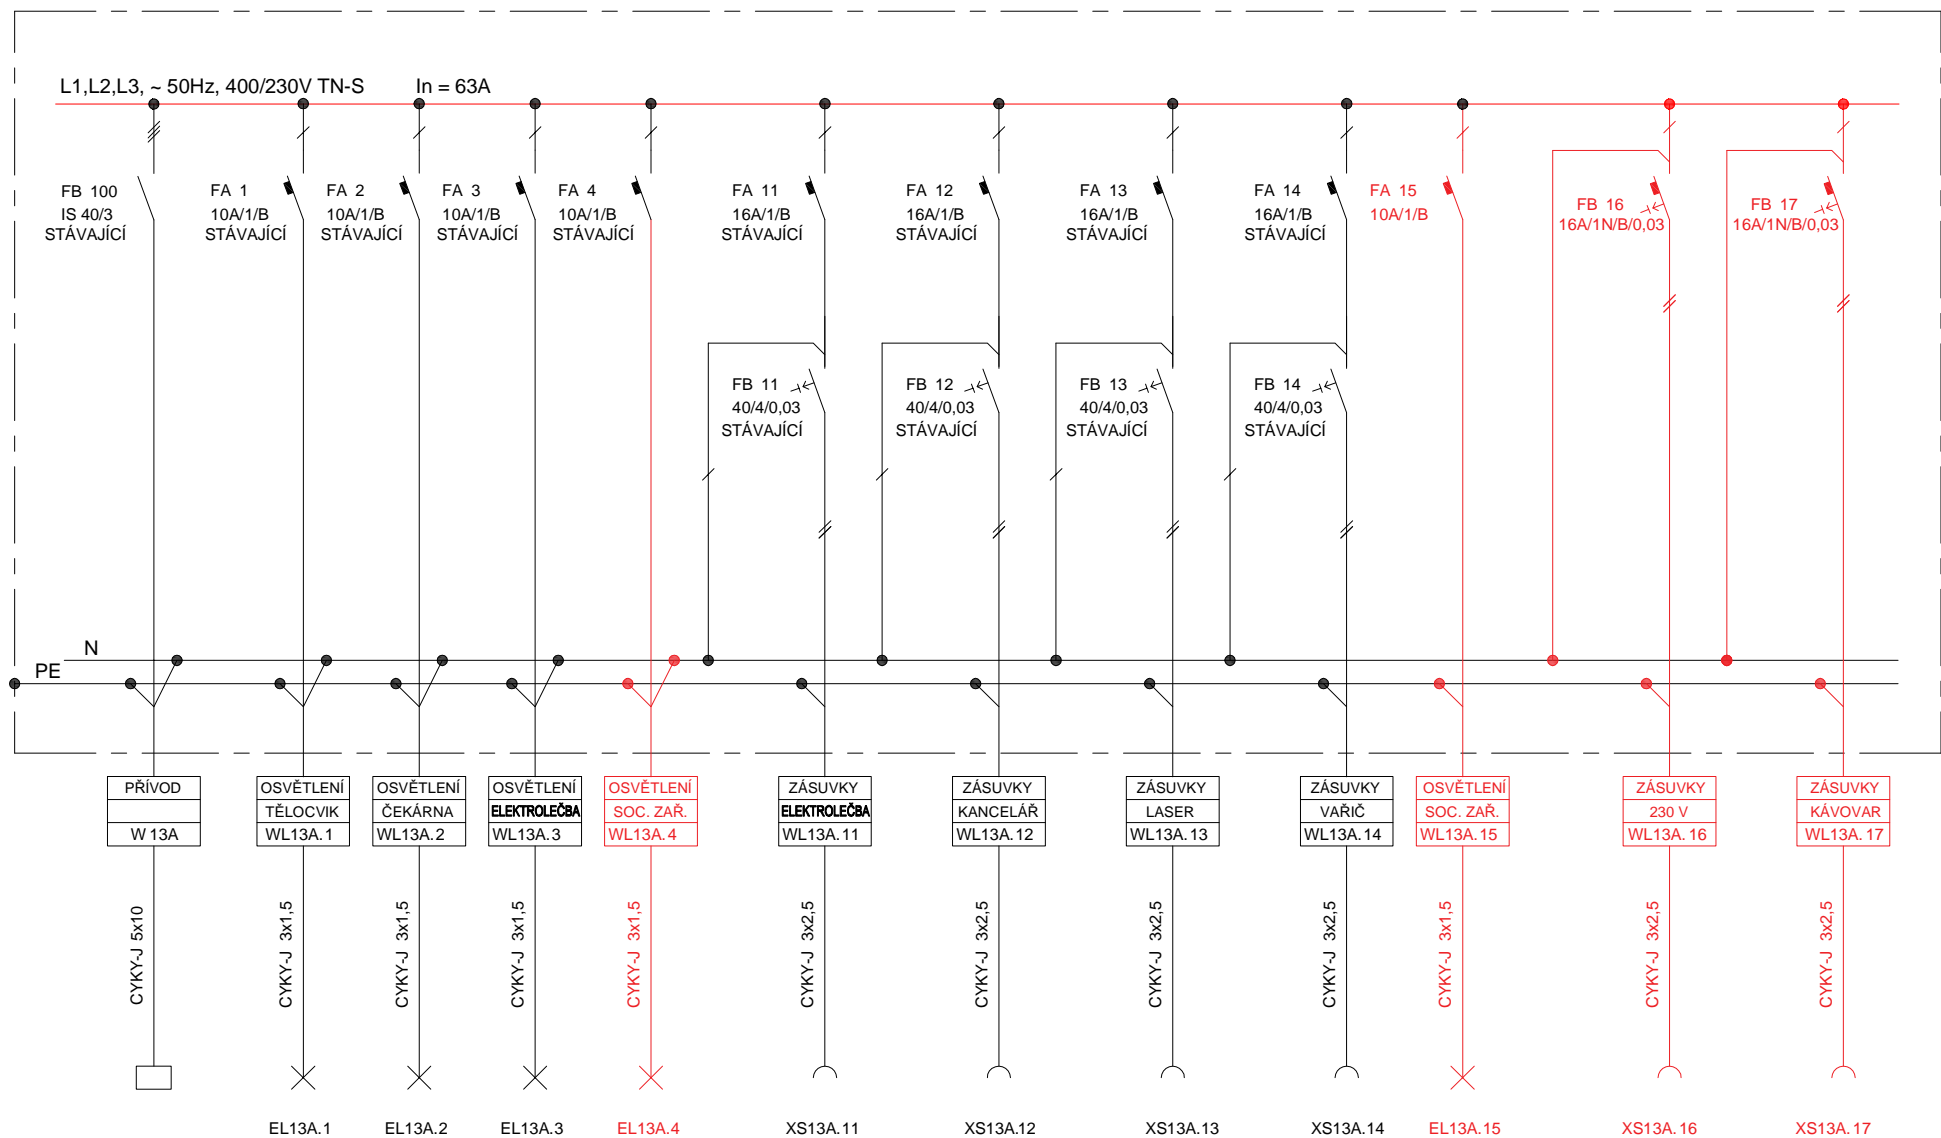 L1,L2,L3, ~ 50Hz, 400/230V TN-S In = 63A
FB 100
IS 40/3
STÁVAJÍCÍ
FA 1
10A/1/B
STÁVAJÍCÍ
FA 2
10A/1/B
STÁVAJÍCÍ
FA 3
10A/1/B
STÁVAJÍCÍ
FA 4
10A/1/B
STÁVAJÍCÍ
FA 11
16A/1/B
STÁVAJÍCÍ
FA 12
16A/1/B
STÁVAJÍCÍ
FA 13
16A/1/B
STÁVAJÍCÍ
FA 14
16A/1/B
STÁVAJÍCÍ
FA 15
10A/1/B
FB 16
16A/1N/B/0,03
FB 17
16A/1N/B/0,03
FB 11
40/4/0,03
STÁVAJÍCÍ
FB 12
40/4/0,03
STÁVAJÍCÍ
FB 13
40/4/0,03
STÁVAJÍCÍ
FB 14
40/4/0,03
STÁVAJÍCÍ
N
PE
PŘÍVOD
W 13A
OSVĚTLENÍ
TĚLOCVIK
WL13A.1
OSVĚTLENÍ
ČEKÁRNA
WL13A.2
OSVĚTLENÍ
ELEKTROLEČBA
WL13A.3
OSVĚTLENÍ
SOC. ZAŘ.
WL13A.4
ZÁSUVKY
ELEKTROLEČBA
WL13A.11
ZÁSUVKY
KANCELÁŘ
WL13A.12
ZÁSUVKY
LASER
WL13A.13
ZÁSUVKY
VAŘIČ
WL13A.14
OSVĚTLENÍ
SOC. ZAŘ.
WL13A.15
ZÁSUVKY
230 V
WL13A.16
ZÁSUVKY
KÁVOVAR
WL13A.17
CYKY-J 5x10
CYKY-J 3x1,5
CYKY-J 3x1,5
CYKY-J 3x1,5
CYKY-J 3x1,5
CYKY-J 3x2,5
CYKY-J 3x2,5
CYKY-J 3x2,5
CYKY-J 3x2,5
CYKY-J 3x1,5
CYKY-J 3x2,5
CYKY-J 3x2,5
EL13A.1
EL13A.2
EL13A.3
EL13A.4
XS13A.11
XS13A.12
XS13A.13
XS13A.14
EL13A.15
XS13A.16
XS13A.17